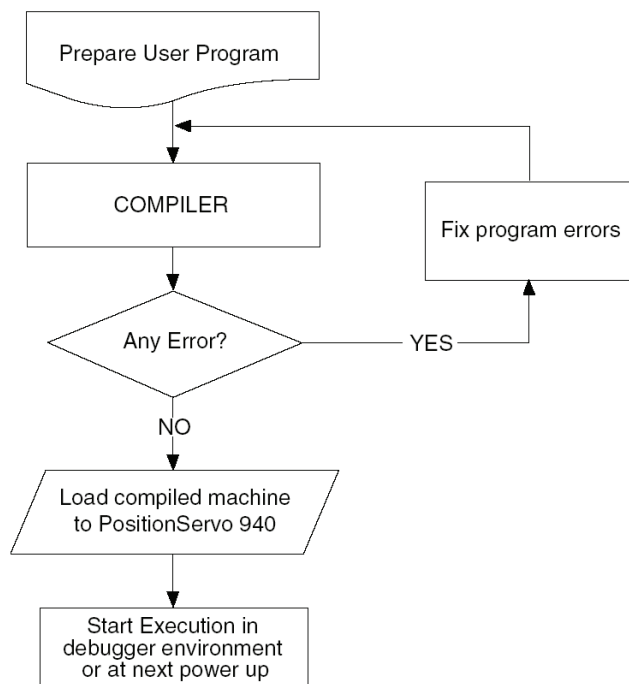 Prepare User Program
COMPILER
Fix program errors
Any Error?
YES
NO
Load compiled machine
to PositionServo 940
Start Execution in
debugger environment
or at next power up